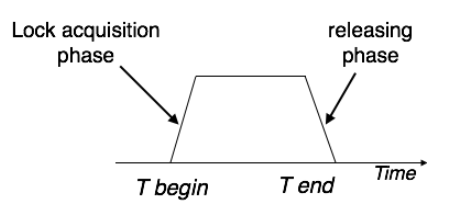 Lock acquisition
phase
releasing
phase
T begin
T end
Time